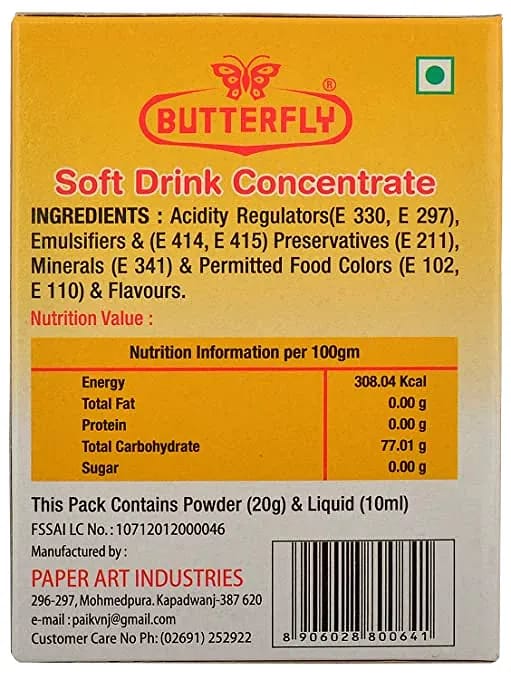 BUTTERFLY ®
Soft Drink Concentrate
INGREDIENTS : Acidity Regulators(E 330, E 297),
Emulsifiers & (E 414, E 415) Preservatives (E 211),
Minerals (E 341) & Permitted Food Colors (E 102,
E 110) & Flavours.
Nutrition Value :
Nutrition Information per 100gm
Energy 308.04 Kcal
Total Fat 0.00 g
Protein 0.00 g
Total Carbohydrate 77.01 g
Sugar 0.00 g
This Pack Contains Powder (20g) & Liquid (10ml)
FSSAI LC No. : 10712012000046
Manufactured by :
PAPER ART INDUSTRIES
296-297, Mohmedpura. Kapadwanj-387 620
e-mail : paikvnj@gmail.com
Customer Care No Ph: (02691) 252922
8 906028 800641